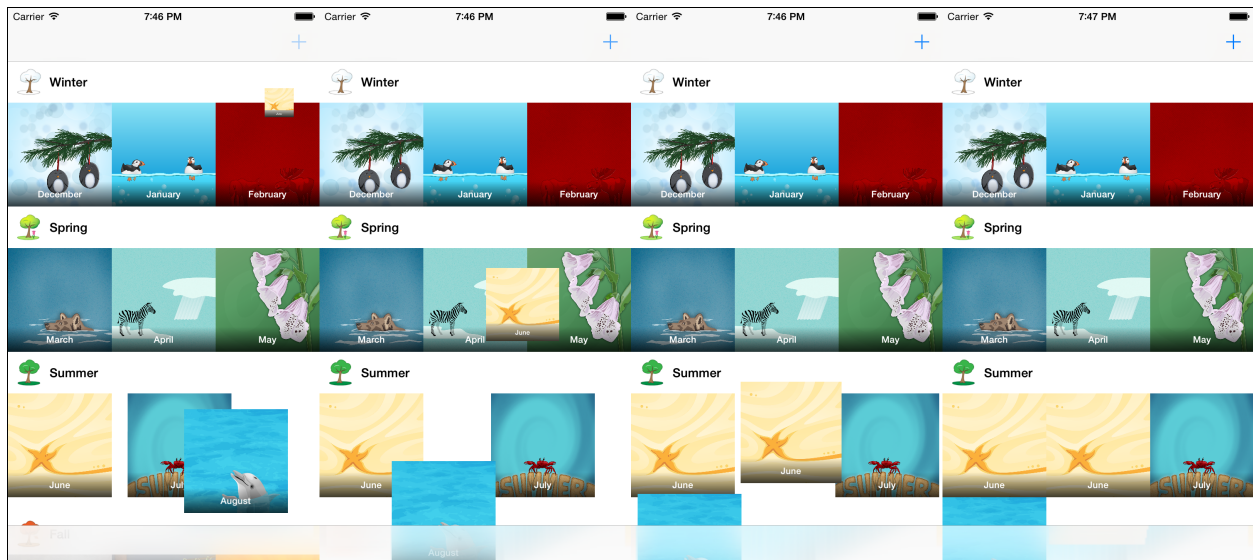 Carrier 7:46 PM
Carrier 7:46 PM
Carrier 7:46 PM
Carrier 7:47 PM
Winter
Winter
Winter
Winter
December January February
December January February
December January February
December January February
Spring
Spring
Spring
Spring
March April May
March April June May
March April May
March April May
Summer
Summer
Summer
Summer
June August
June July
June June July
June June July
SUMMER
Fall
August